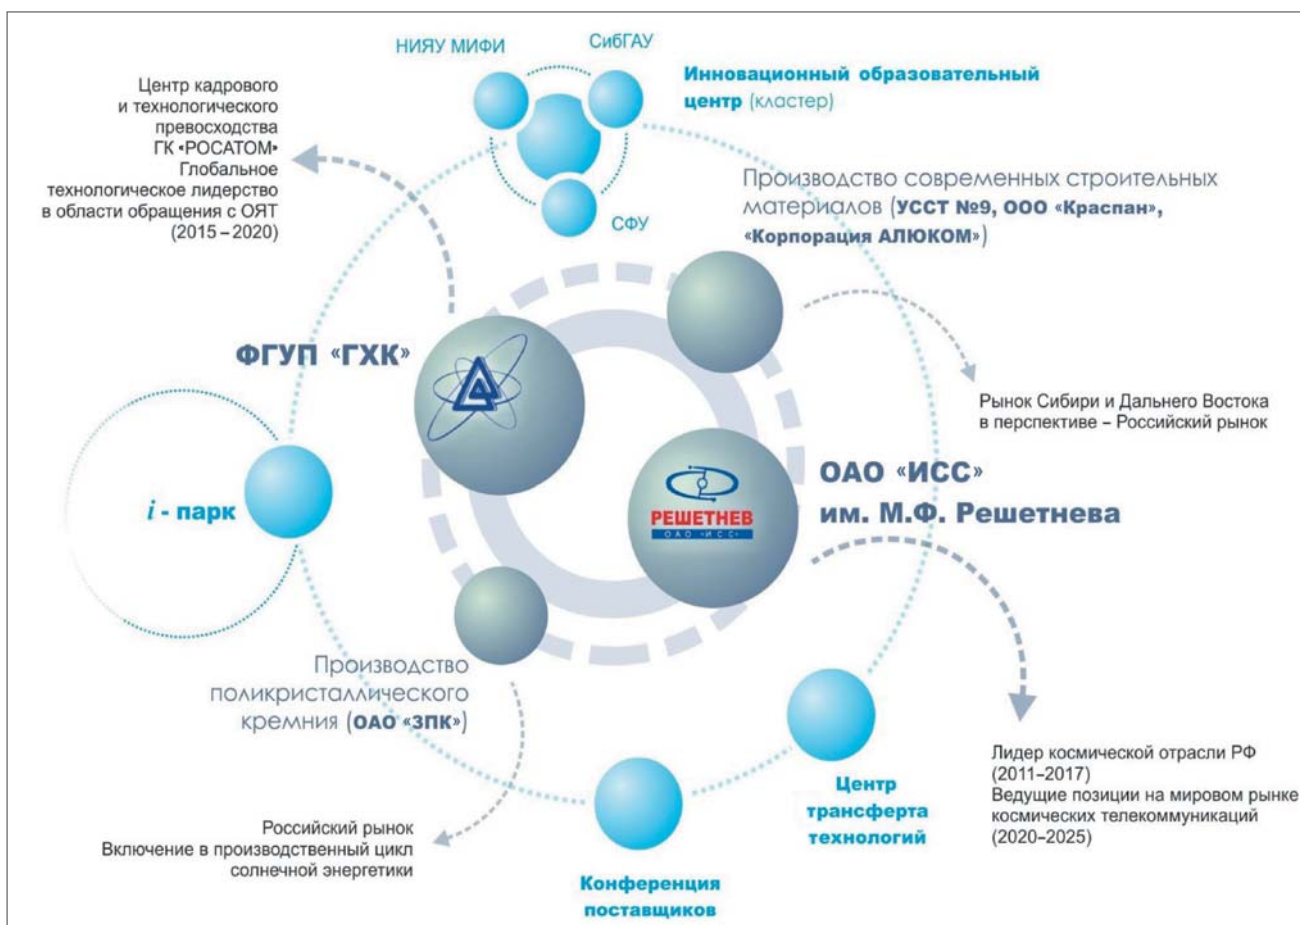 НИЯУ МИФИ
СибГАУ
Инновационный образовательный
центр (кластер)
Центр кадрового
и технологического
превосходства
ГК «РОСАТОМ»
Глобальное
технологическое лидерство
в области обращения с ОЯТ
(2015–2020)
СФУ
Производство современных строительных
материалов (УССТ №9, ООО «Краспан»,
«Корпорация АЛЮКОМ»)
ФГУП «ГХК»
Рынок Сибири и Дальнего Востока
в перспективе – Российский рынок
ОАО «ИСС»
им. М.Ф. Решетнева
РЕШЕТНЕВ
ОАО «ИСС»
i - парк
Производство
поликристаллического
кремния (ОАО «ЗПК»)
Лидер космической отрасли РФ
(2011–2017)
Ведущие позиции на мировом рынке
космических телекоммуникаций
(2020–2025)
Центр
трансферта
технологий
Российский рынок
Включение в производственный цикл
солнечной энергетики
Конференция
поставщиков